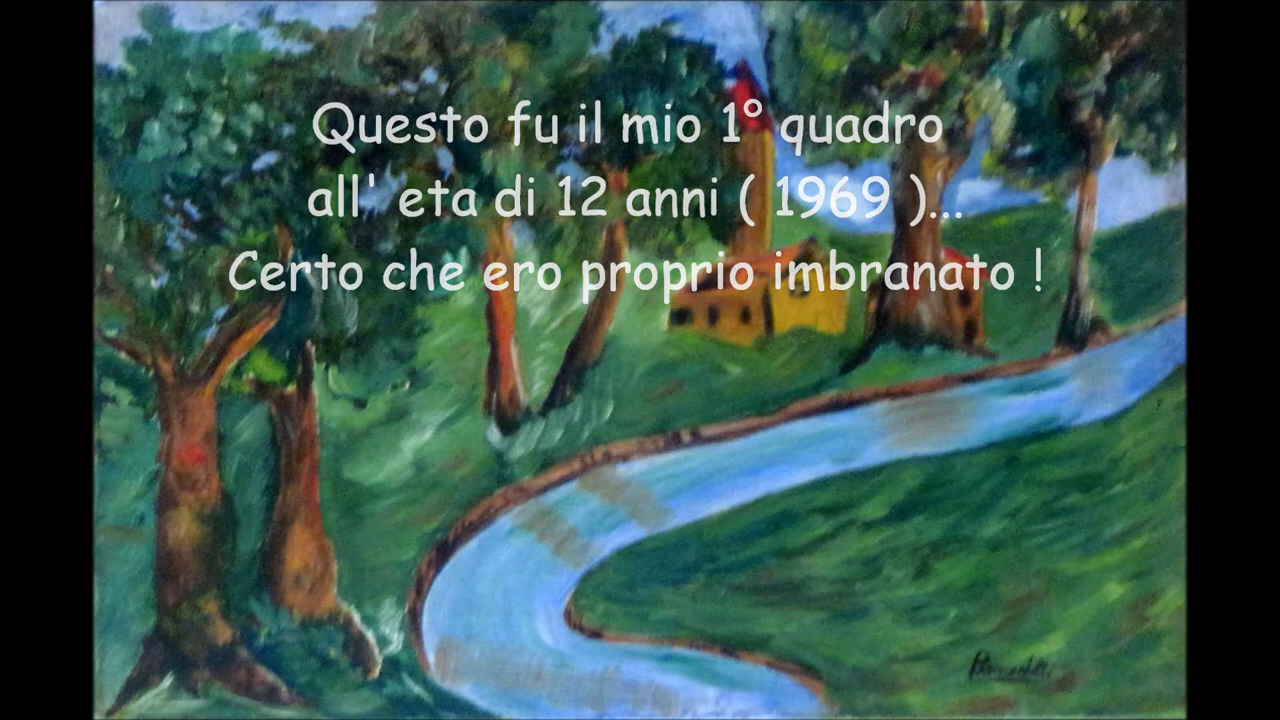 Questo fu il mio 1° quadro
all' eta di 12 anni ( 1969 )...
Certo che ero proprio imbranato !